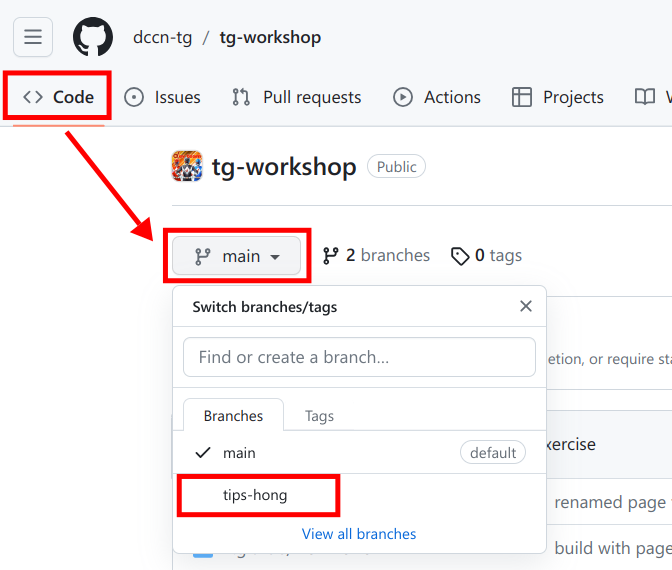 dccn-tg / tg-workshop
<> Code Issues Pull requests Actions Projects
tg-workshop Public
main 2 branches 0 tags
Switch branches/tags
Find or create a branch...
etion, or require sta
Branches Tags
main default
xercise
tips-hong
renamed page
View all branches
build with page